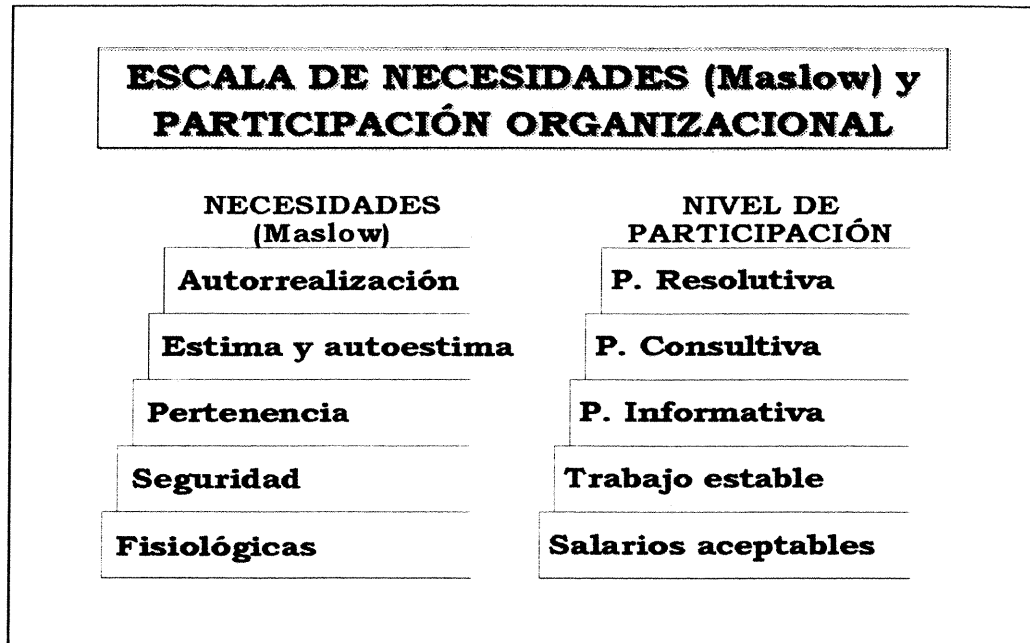 ESCALA DE NECESIDADES (Maslow) y
PARTICIPACIÓN ORGANIZACIONAL
NECESIDADES
(Maslow)
Autorrealización
Estima y autoestima
Pertenencia
Seguridad
Fisiológicas
NIVEL DE
PARTICIPACIÓN
P. Resolutiva
P. Consultiva
P. Informativa
Trabajo estable
Salarios aceptables